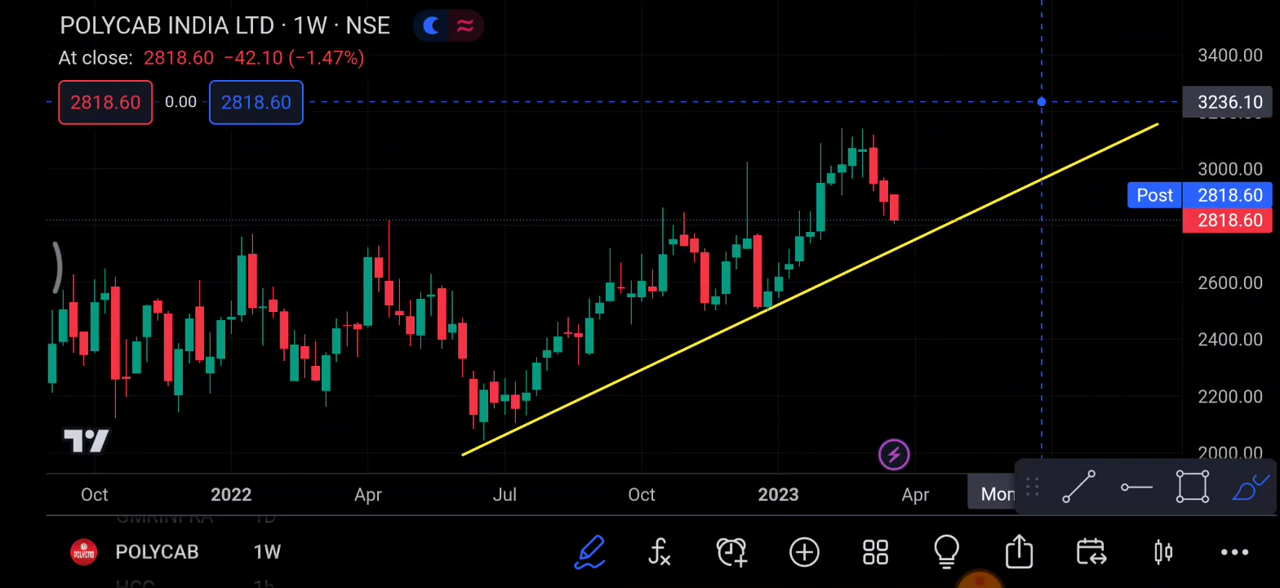 POLYCAB INDIA LTD · 1W · NSE
At close: 2818.60 −42.10 (−1.47%)
2818.60 0.00 2818.60
3400.00
3236.10
3000.00
Post 2818.60
2818.60
2600.00
2400.00
2200.00
2000.00
Oct 2022 Apr Jul Oct 2023 Apr Mon
POLYCAB 1W